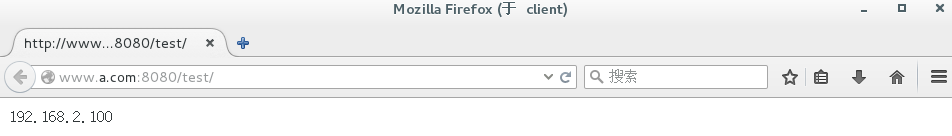 Mozilla Firefox (于 client)
http://www...8080/test/
www.a.com:8080/test/
搜索
192.168.2.100